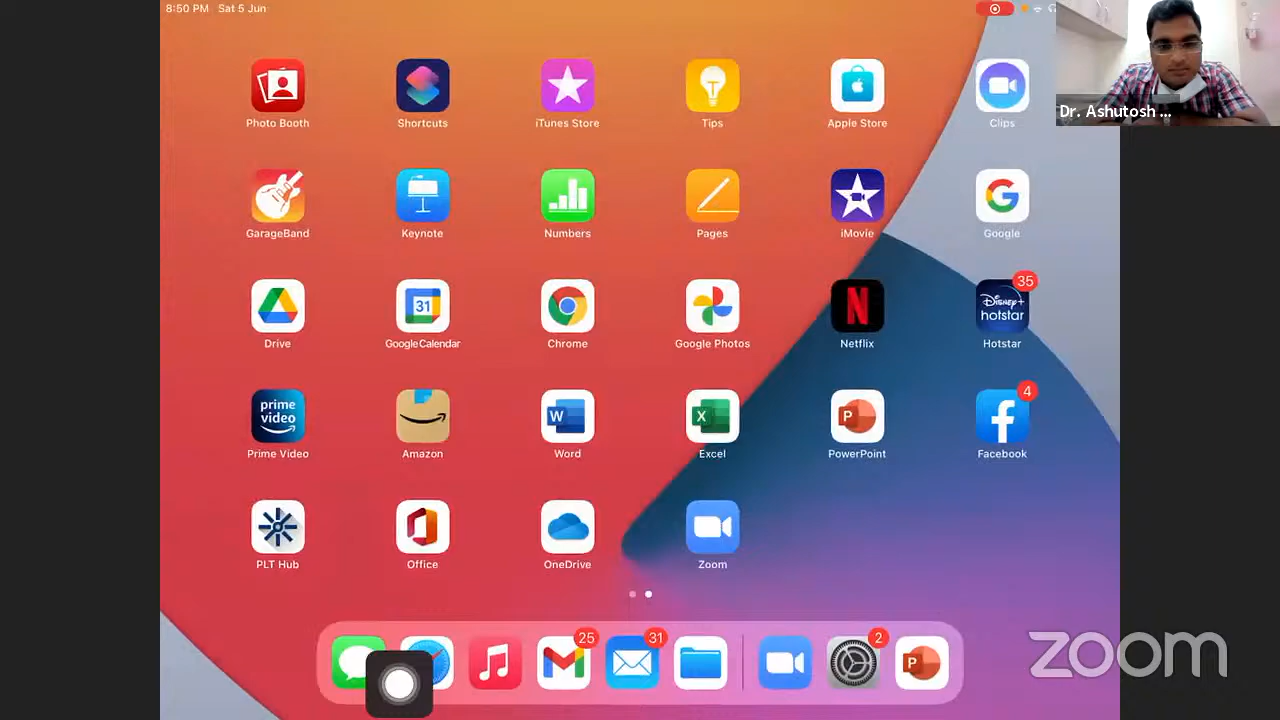 8:50 PM Sat 5 Jun
Dr. Ashutosh ...
Photo Booth
Shortcuts
iTunes Store
Tips
Apple Store
Clips
GarageBand
Keynote
Numbers
Pages
iMovie
Google
31
35
Disney+
hotstar
Drive
Google Calendar
Chrome
Google Photos
Netflix
Hotstar
prime
video
W
X
P
4
Prime Video
Amazon
Word
Excel
PowerPoint
Facebook
PLT Hub
Office
OneDrive
Zoom
25
31
2
P
zoom